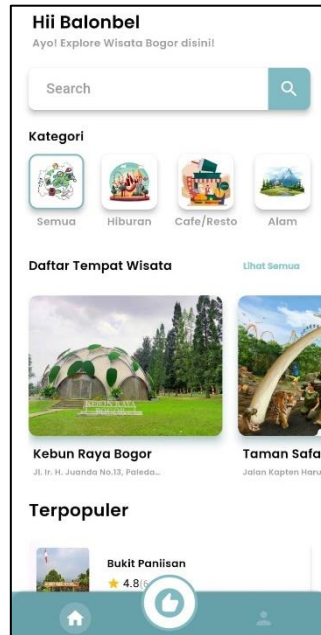 Hii Balonbel
Ayo! Explore Wisata Bogor disini!
Search
Kategori
Semua
Hiburan
Cafe/Resto
Alam
Daftar Tempat Wisata
Lihat Semua
KEBUN RAYA
Kebun Raya Bogor
Jl. Ir. H. Juanda No.13, Paleda...
Taman Safa
Jalan Kapten Haru
Terpopuler
Bukit Paniisan
4.8